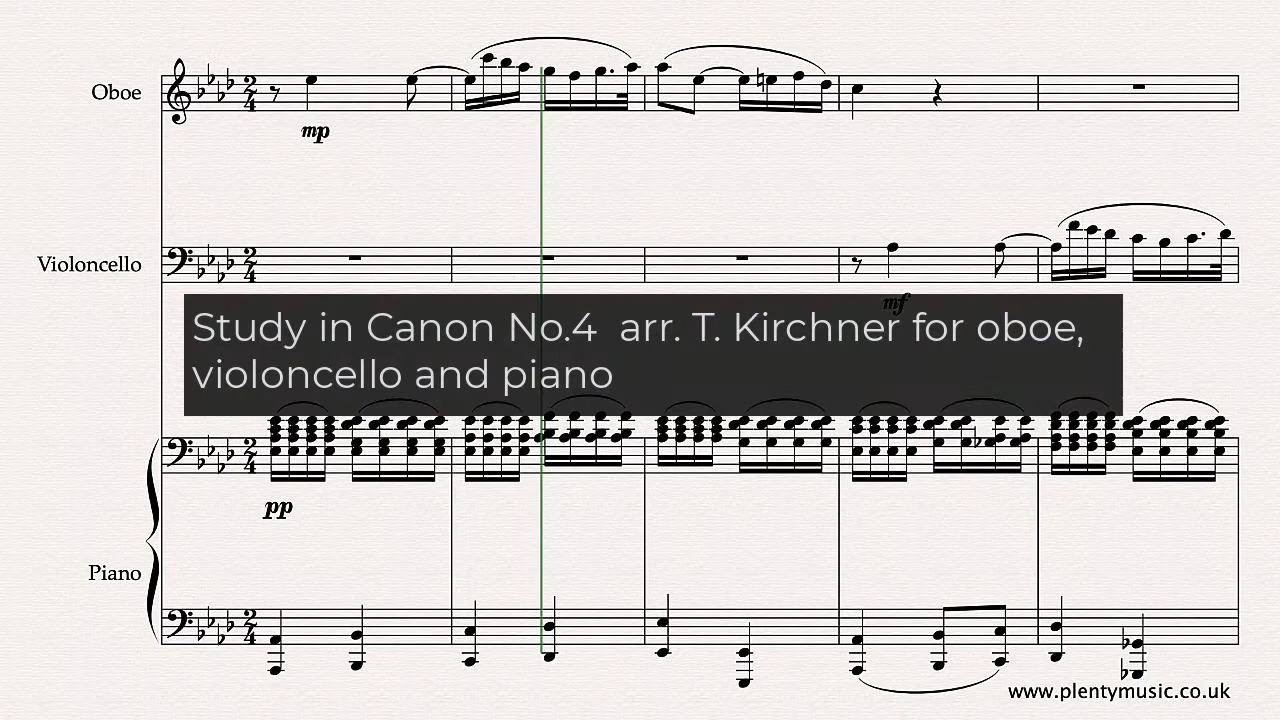 Oboe
mp
Violoncello
mf
Study in Canon No.4 arr. T. Kirchner for oboe,
violoncello and piano
pp
Piano
www.plentymusic.co.uk